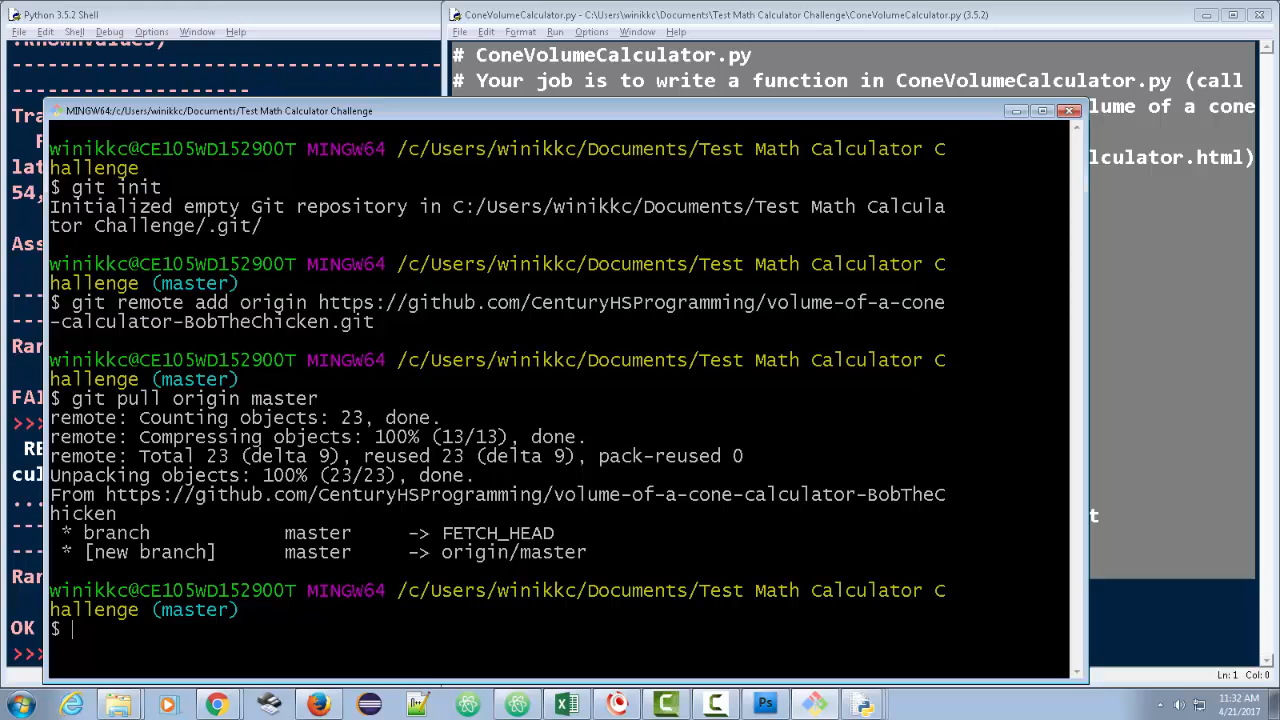 Python 3.5.2 Shell
File Edit Shell Debug Options Window Help
ConeVolumeCalculator.py - C:\Users\winikkc\Documents\Test Math Calculator Challenge\ConeVolumeCalculator.py (3.5.2)
File Edit Format Run Options Window Help
# ConeVolumeCalculator.py
# Your job is to write a function in ConeVolumeCalculator.py (call
lume of a cone
lculator.html)
t
Ln: 1 Col: 0
----------------------------------------
----------------------
Tra
F
lat
54,
Ass
Ran
FAI
>>>
RE
cul
Ran
OK
>>>
MINGW64:/c/Users/winikkc/Documents/Test Math Calculator Challenge
winikkc@CE105WD152900T MINGW64 /c/Users/winikkc/Documents/Test Math Calculator C
hallenge
$ git init
Initialized empty Git repository in C:/Users/winikkc/Documents/Test Math Calcula
tor Challenge/.git/
winikkc@CE105WD152900T MINGW64 /c/Users/winikkc/Documents/Test Math Calculator C
hallenge (master)
$ git remote add origin https://github.com/CenturyHSProgramming/volume-of-a-cone
-calculator-BobTheChicken.git
winikkc@CE105WD152900T MINGW64 /c/Users/winikkc/Documents/Test Math Calculator C
hallenge (master)
$ git pull origin master
remote: Counting objects: 23, done.
remote: Compressing objects: 100% (13/13), done.
remote: Total 23 (delta 9), reused 23 (delta 9), pack-reused 0
Unpacking objects: 100% (23/23), done.
From https://github.com/CenturyHSProgramming/volume-of-a-cone-calculator-BobTheC
hicken
* branch master -> FETCH_HEAD
* [new branch] master -> origin/master
winikkc@CE105WD152900T MINGW64 /c/Users/winikkc/Documents/Test Math Calculator C
hallenge (master)
$
11:32 AM
4/21/2017